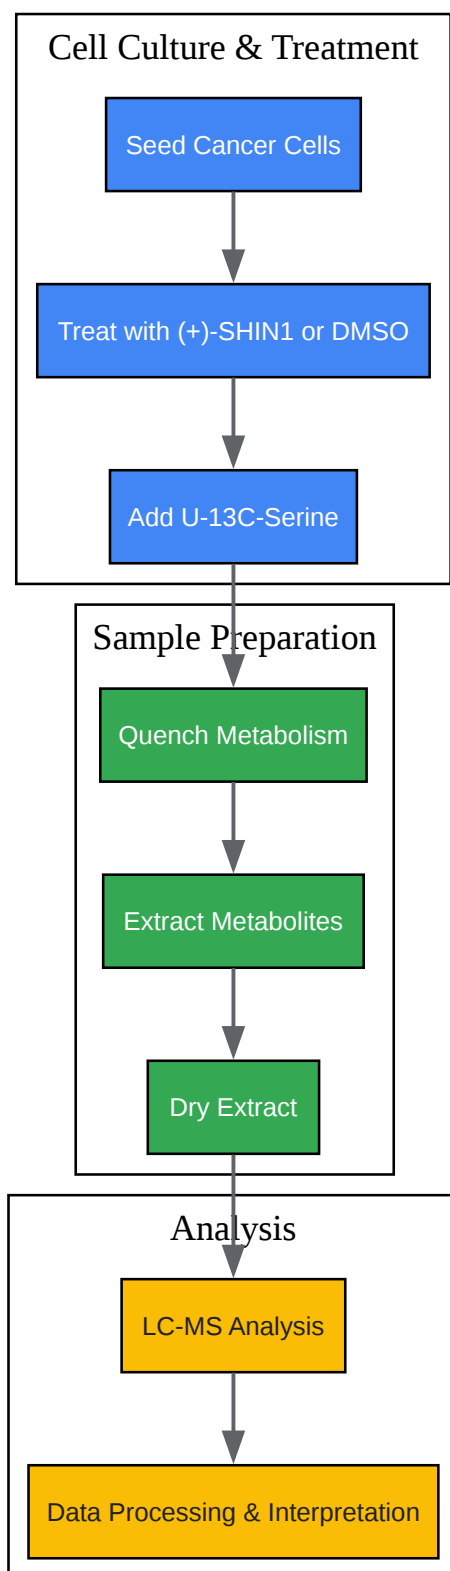 Cell Culture & Treatment
Seed Cancer Cells
Treat with (+)-SHIN1 or DMSO
Add U-13C-Serine
Sample Preparation
Quench Metabolism
Extract Metabolites
Dry Extract
Analysis
LC-MS Analysis
Data Processing & Interpretation